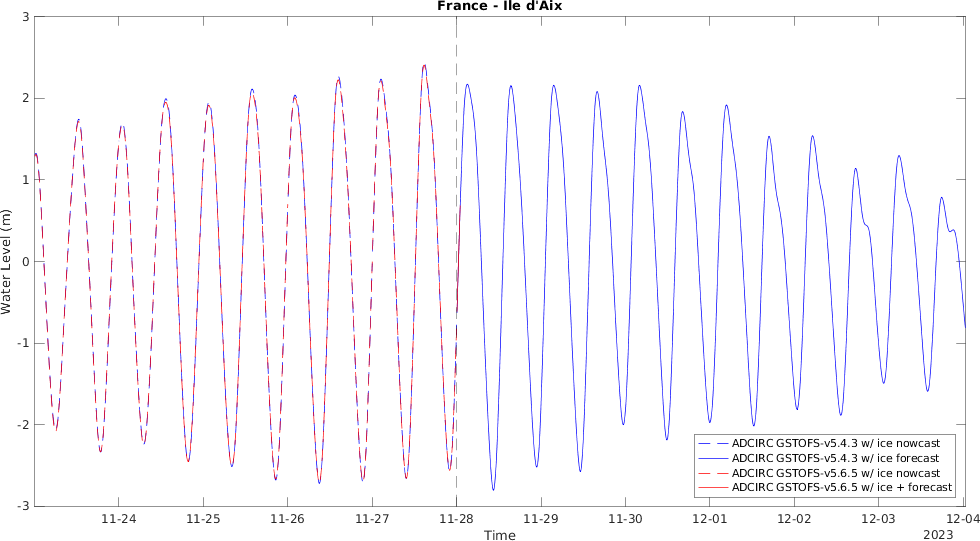 France - Ile d'Aix
3
2
1
0
-1
-2
-3
Water Level (m)
11-24
11-25
11-26
11-27
11-28
11-29
11-30
12-01
12-02
12-03
12-04
Time
2023
ADCIRC GSTOFS-v5.4.3 w/ ice nowcast
ADCIRC GSTOFS-v5.4.3 w/ ice forecast
ADCIRC GSTOFS-v5.6.5 w/ ice nowcast
ADCIRC GSTOFS-v5.6.5 w/ ice + forecast